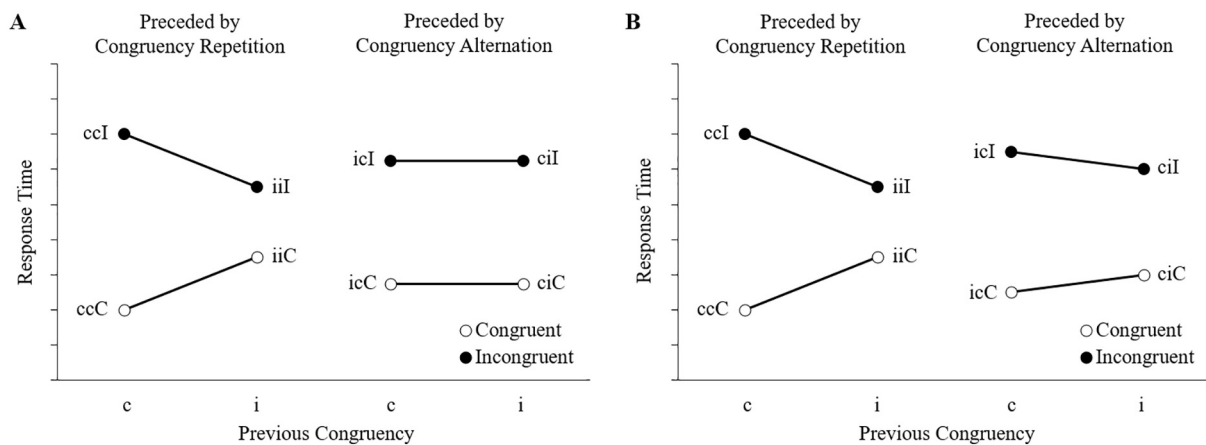 A
Preceded by
Congruency Repetition
Preceded by
Congruency Alternation
Response Time
ccI
iiI
iiC
ccC
icI
ciI
icC
ciC
Congruent
Incongruent
c
i
c
i
Previous Congruency
B
Preceded by
Congruency Repetition
Preceded by
Congruency Alternation
Response Time
ccI
iiI
iiC
ccC
icI
ciI
icC
ciC
Congruent
Incongruent
c
i
c
i
Previous Congruency